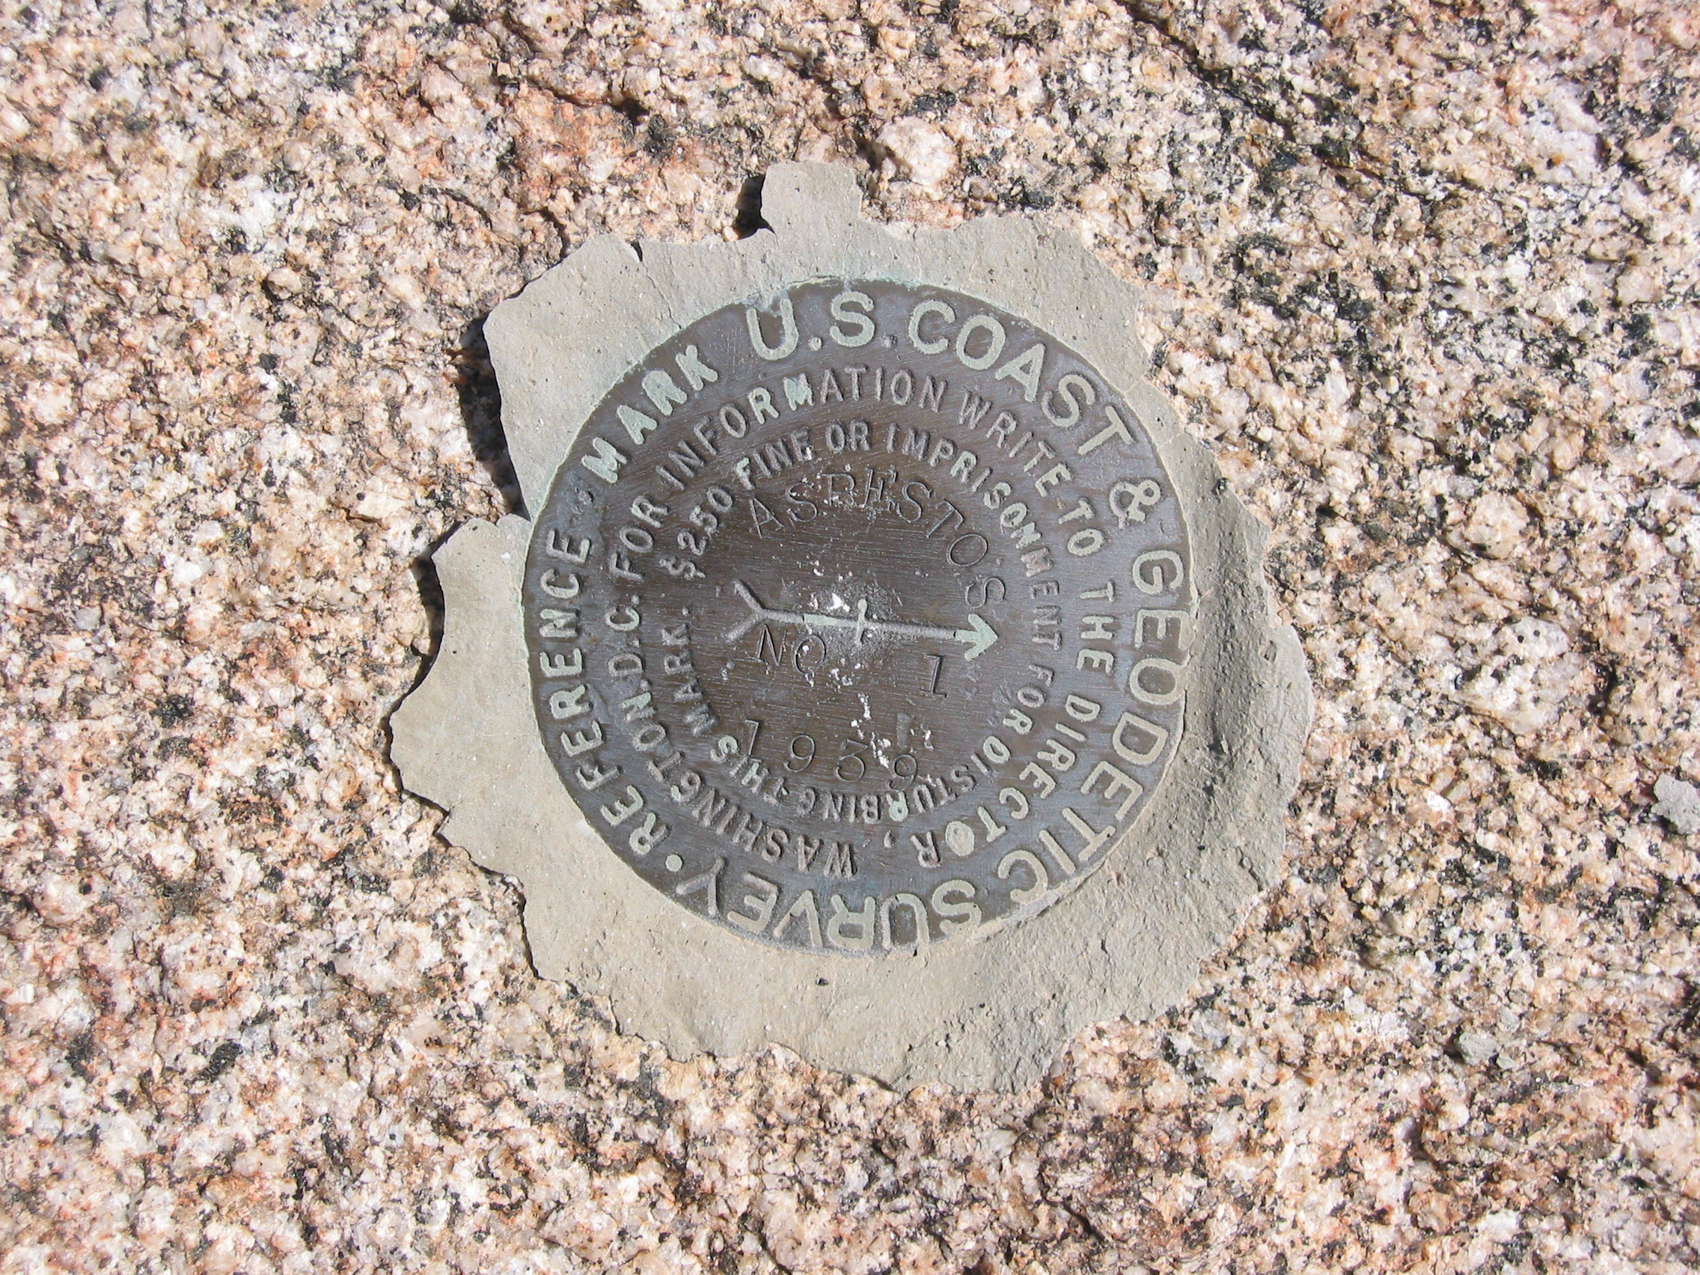 U.S. COAST & GEODETIC SURVEY • REFERENCE MARK
FOR INFORMATION WRITE TO THE DIRECTOR, WASHINGTON, D.C.
$250 FINE OR IMPRISONMENT FOR DISTURBING THIS MARK.
ASBESTOS
NO 1
1939